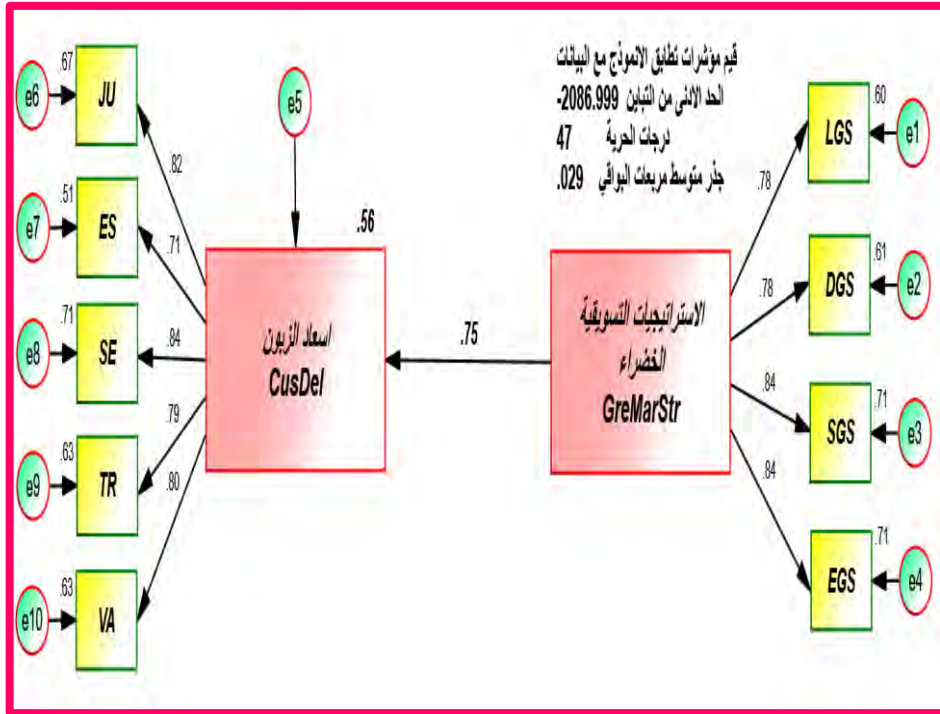 قيم مؤشرات تطابق الانموذج مع البيانات
الحد الادنى من التباين 2086.999-
درجات الحرية 47
جذر متوسط مربعات البواقي 029.
e6
.67
JU
.82
e7
.51
ES
.71
e8
.71
SE
.84
e9
.63
TR
.79
e10
.63
VA
.80
e5
.56
اسعاد الزبون
CusDel
.75
الاستراتيجيات التسويقية
الخضراء
GreMarStr
.78
LGS
.60
e1
.78
DGS
.61
e2
.84
SGS
.71
e3
.84
EGS
.71
e4